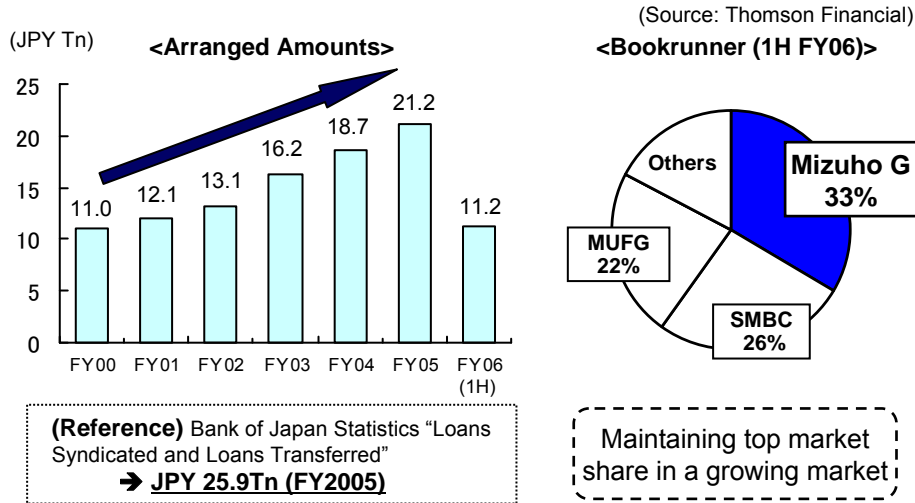 (Source: Thomson Financial)
(JPY Tn)
<Arranged Amounts>
25
20
15
10
5
0
11.0
12.1
13.1
16.2
18.7
21.2
11.2
FY00 FY01 FY02 FY03 FY04 FY05 FY06
(1H)
<Bookrunner (1H FY06)>
Others
Mizuho G
33%
MUFG
22%
SMBC
26%
(Reference) Bank of Japan Statistics “Loans
Syndicated and Loans Transferred”
➔ JPY 25.9Tn (FY2005)
Maintaining top market
share in a growing market